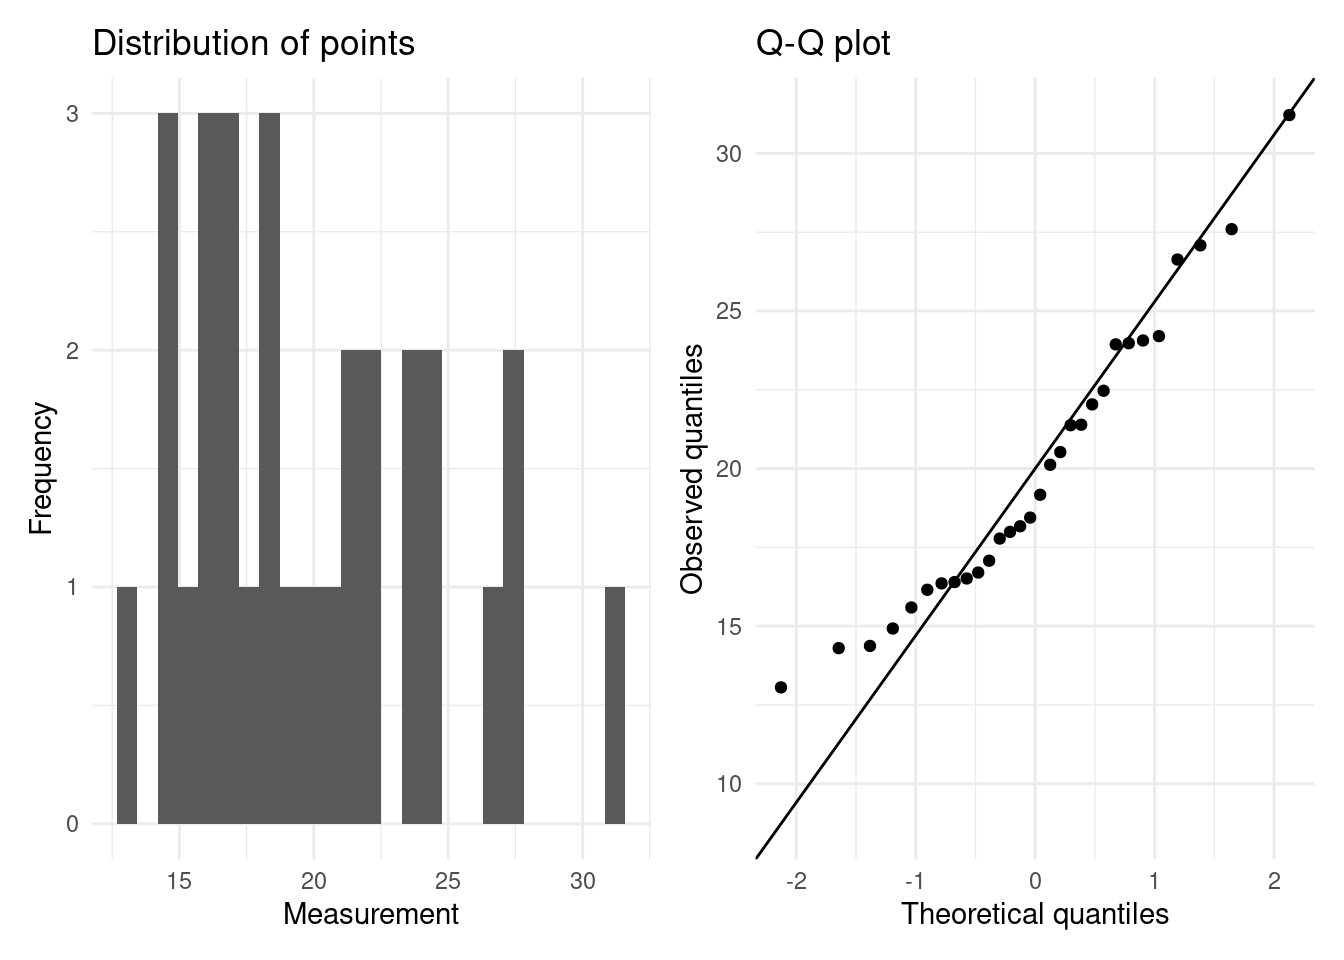 Distribution of points
Frequency
3
2
1
0
15 20 25 30
Measurement
Q-Q plot
Observed quantiles
30
25
20
15
10
-2 -1 0 1 2
Theoretical quantiles